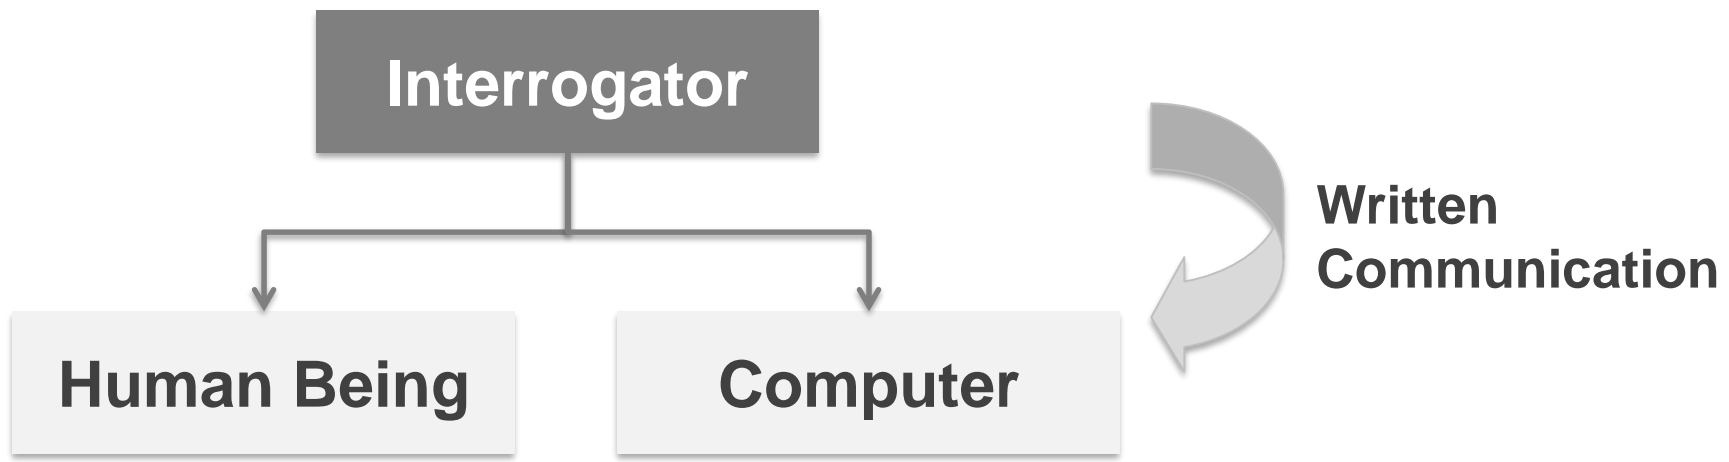 Interrogator
Written
Communication
Human Being
Computer